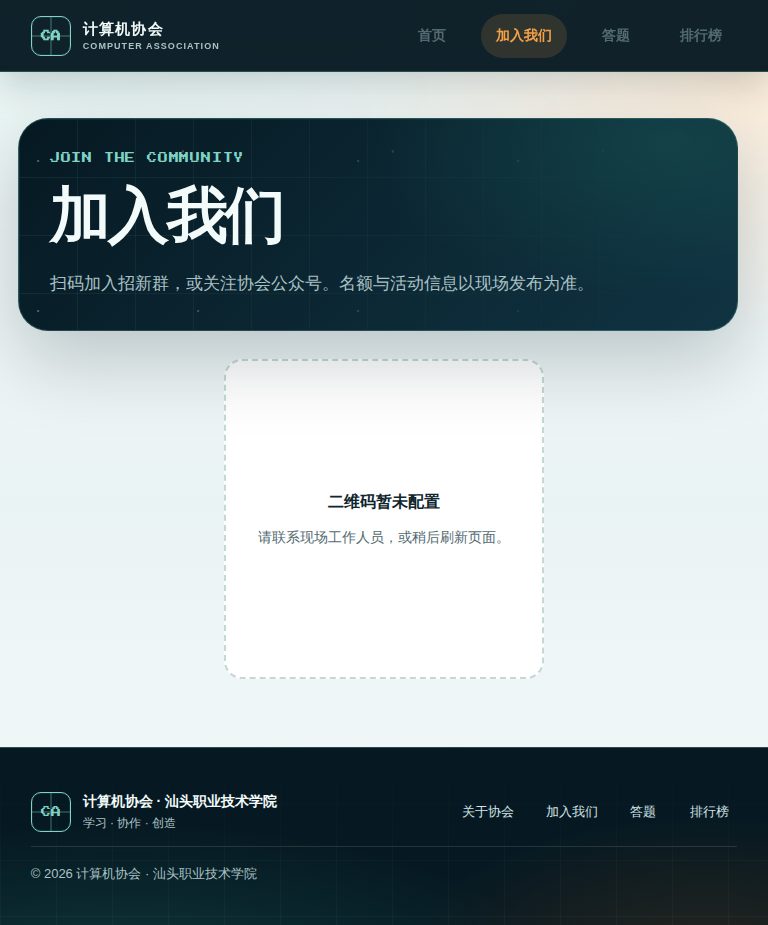 CA
计算机协会
COMPUTER ASSOCIATION
首页
加入我们
答题
排行榜
JOIN THE COMMUNITY
加入我们
扫码加入招新群，或关注协会公众号。名额与活动信息以现场发布为准。
二维码暂未配置
请联系现场工作人员，或稍后刷新页面。
CA
计算机协会 · 汕头职业技术学院
学习 · 协作 · 创造
关于协会
加入我们
答题
排行榜
© 2026 计算机协会 · 汕头职业技术学院